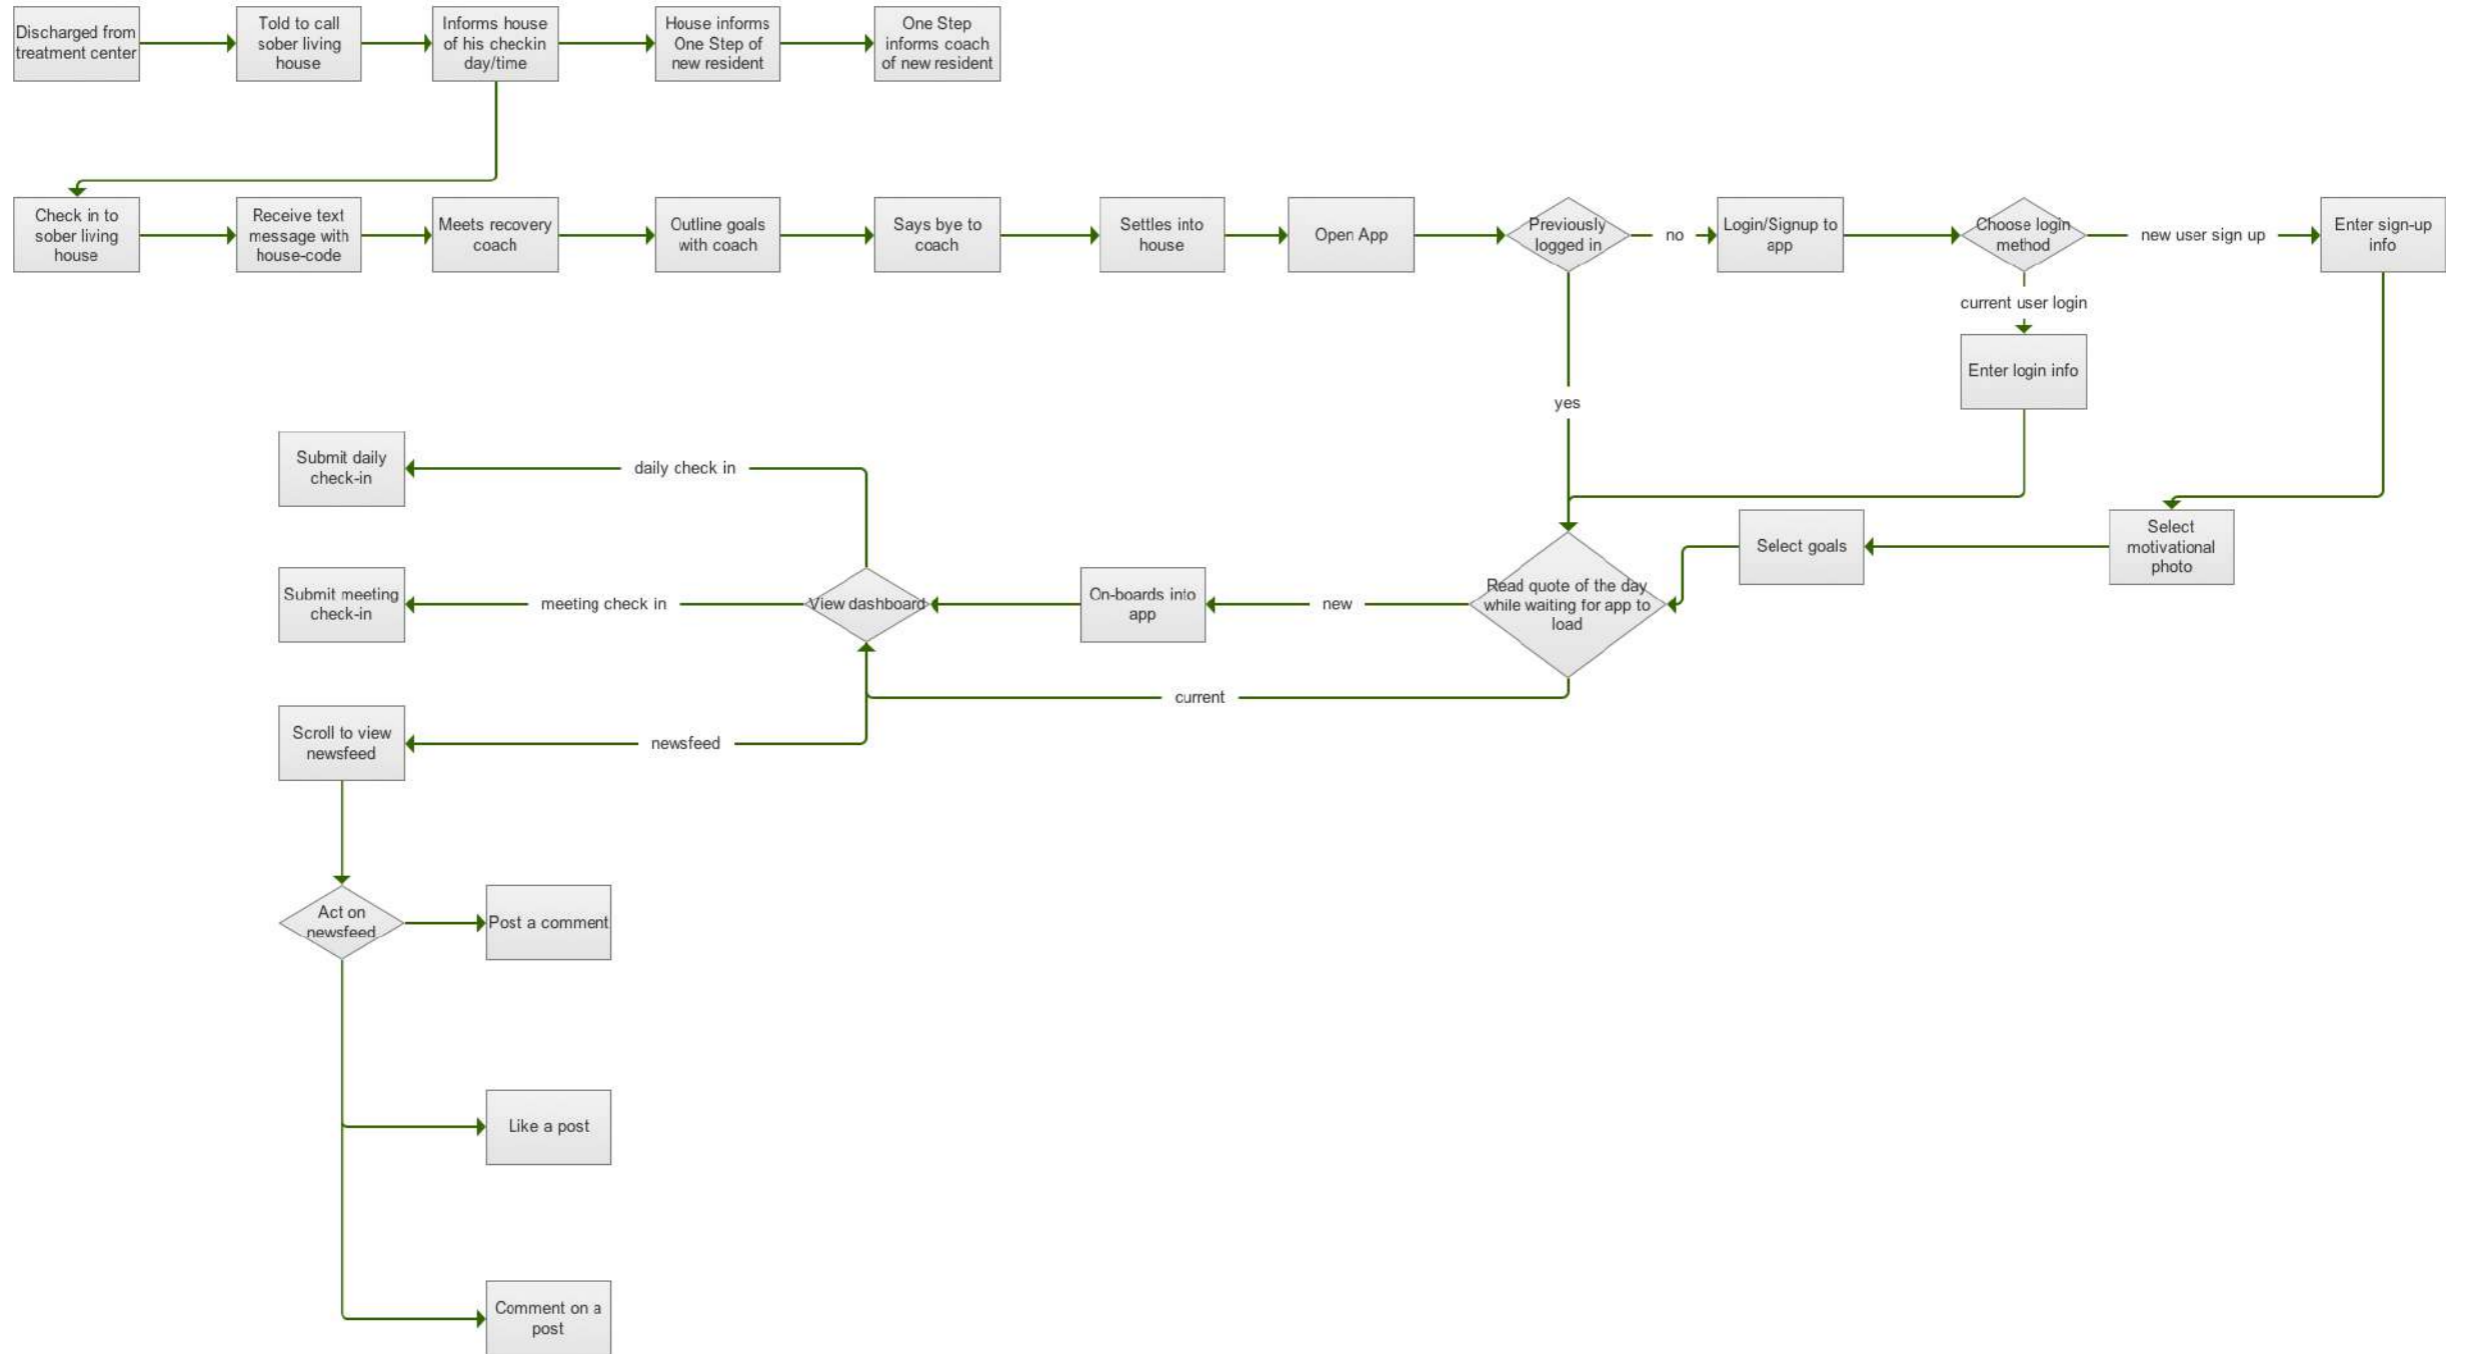 Discharged from
treatment center
Told to call
sober living
house
Informs house
of his checkin
day/time
House informs
One Step of
new resident
One Step
informs coach
of new resident
Check in to
sober living
house
Receive text
message with
house-code
Meets recovery
coach
Outline goals
with coach
Says bye to
coach
Settles into
house
Open App
Previously
logged in
no
Login/Signup to
app
Choose login
method
new user sign up
Enter sign-up
info
current user login
Enter login info
yes
Submit daily
check-in
daily check in
Select
motivational
photo
Select goals
Read quote of the day
while waiting for app to
load
new
On-boards into
app
View dashboard
meeting check in
Submit meeting
check-in
current
newsfeed
Scroll to view
newsfeed
Act on
newsfeed
Post a comment
Like a post
Comment on a
post